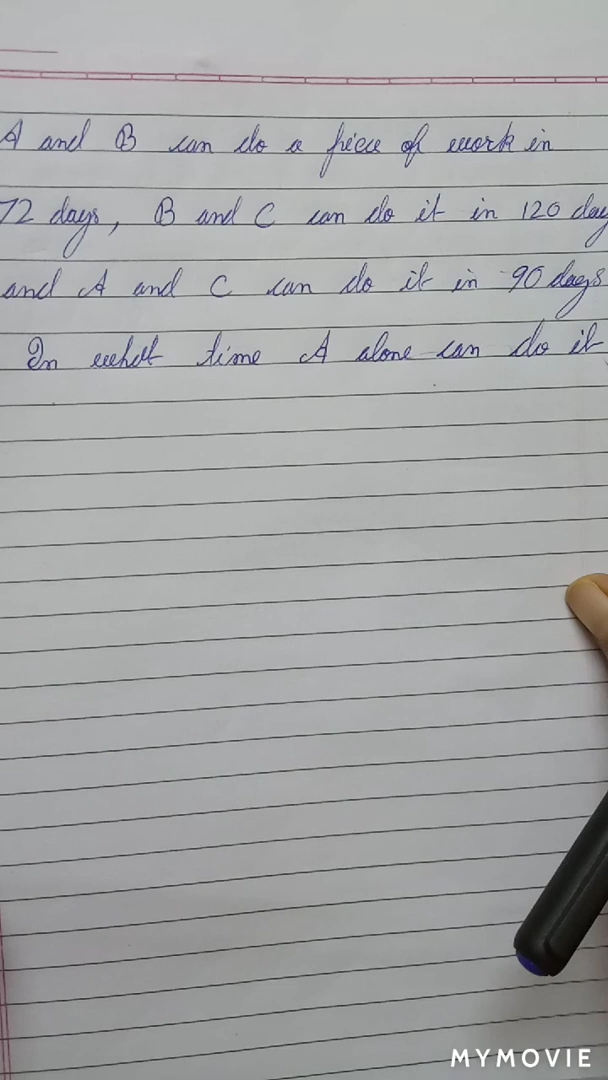 A and B can do a piece of work in
72 days, B and C can do it in 120 day
and A and C can do it in 90 days
In what time A alone can do it
MYMOVIE